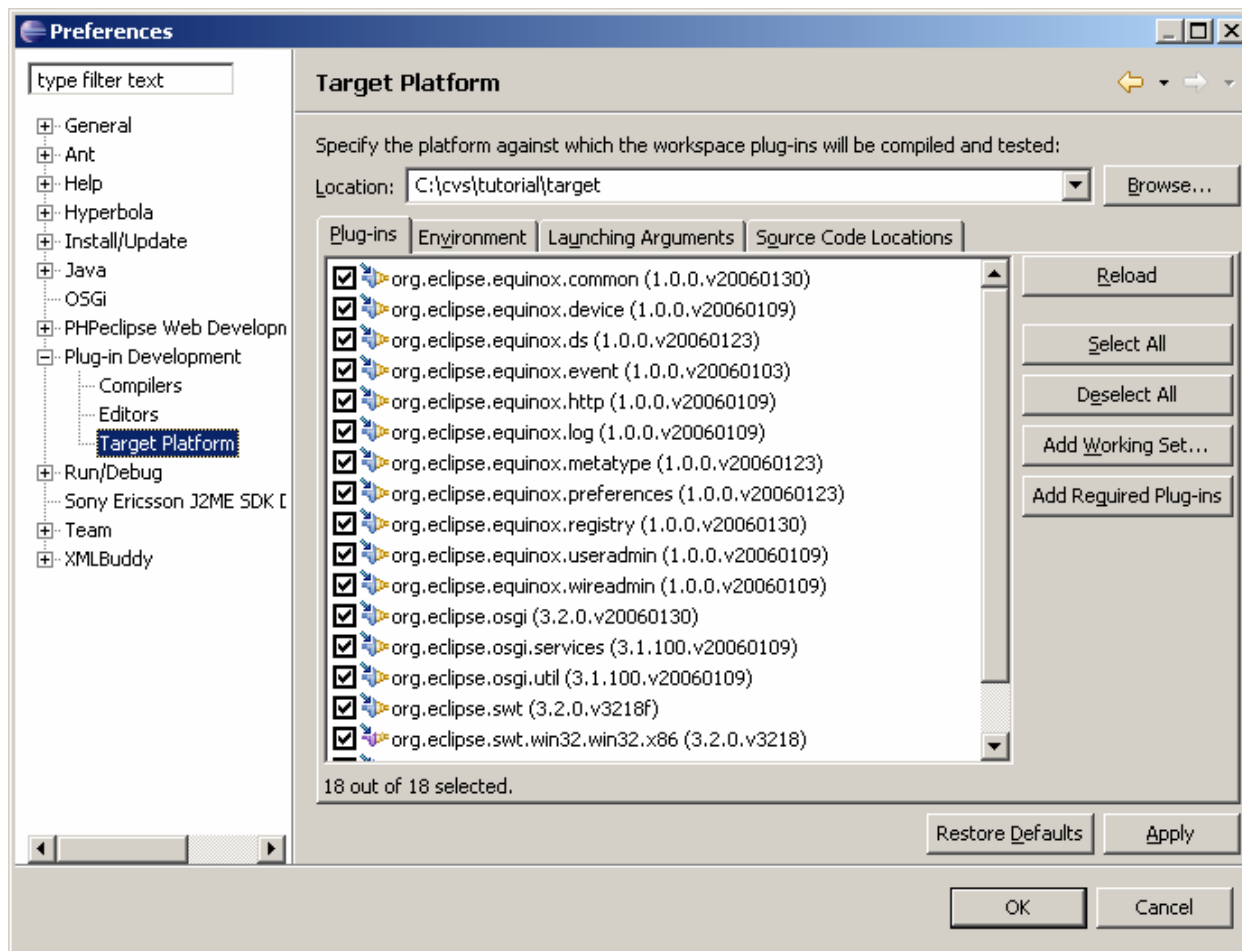 Preferences
type filter text
General
Ant
Help
Hyperbola
Install/Update
Java
OSGi
PHPeclipse Web Developn
Plug-in Development
Compilers
Editors
Target Platform
Run/Debug
Sony Ericsson J2ME SDK [
Team
XMLBuddy
Target Platform
Specify the platform against which the workspace plug-ins will be compiled and tested:
Location: C:\cvs\tutorial\target Browse...
Plug-ins Environment Launching Arguments Source Code Locations
org.eclipse.equinox.common (1.0.0.v20060130)
org.eclipse.equinox.device (1.0.0.v20060109)
org.eclipse.equinox.ds (1.0.0.v20060123)
org.eclipse.equinox.event (1.0.0.v20060103)
org.eclipse.equinox.http (1.0.0.v20060109)
org.eclipse.equinox.log (1.0.0.v20060109)
org.eclipse.equinox.metatype (1.0.0.v20060123)
org.eclipse.equinox.preferences (1.0.0.v20060123)
org.eclipse.equinox.registry (1.0.0.v20060130)
org.eclipse.equinox.useradmin (1.0.0.v20060109)
org.eclipse.equinox.wireadmin (1.0.0.v20060109)
org.eclipse.osgi (3.2.0.v20060130)
org.eclipse.osgi.services (3.1.100.v20060109)
org.eclipse.osgi.util (3.1.100.v20060109)
org.eclipse.swt (3.2.0.v3218f)
org.eclipse.swt.win32.win32.x86 (3.2.0.v3218)
Reload
Select All
Deselect All
Add Working Set...
Add Required Plug-ins
18 out of 18 selected.
Restore Defaults Apply
OK Cancel